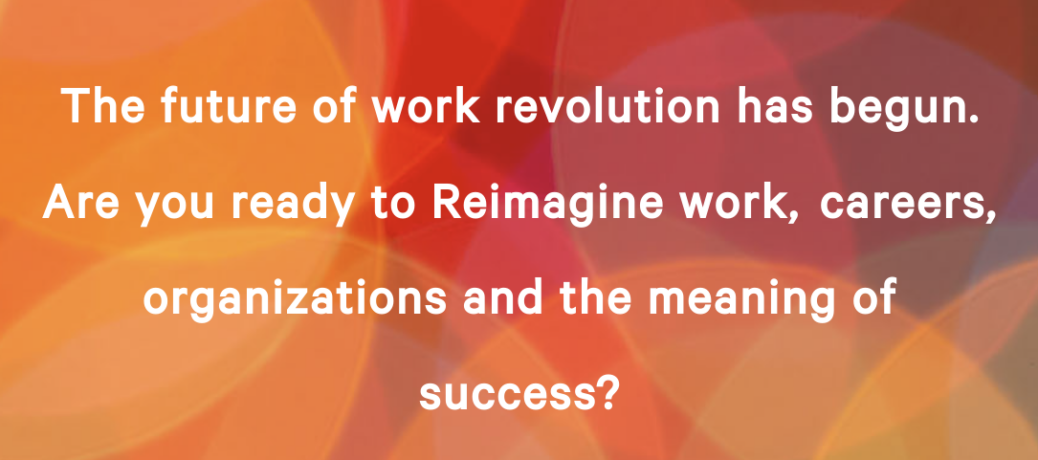 The future of work revolution has begun.
Are you ready to Reimagine work, careers,
organizations and the meaning of
success?